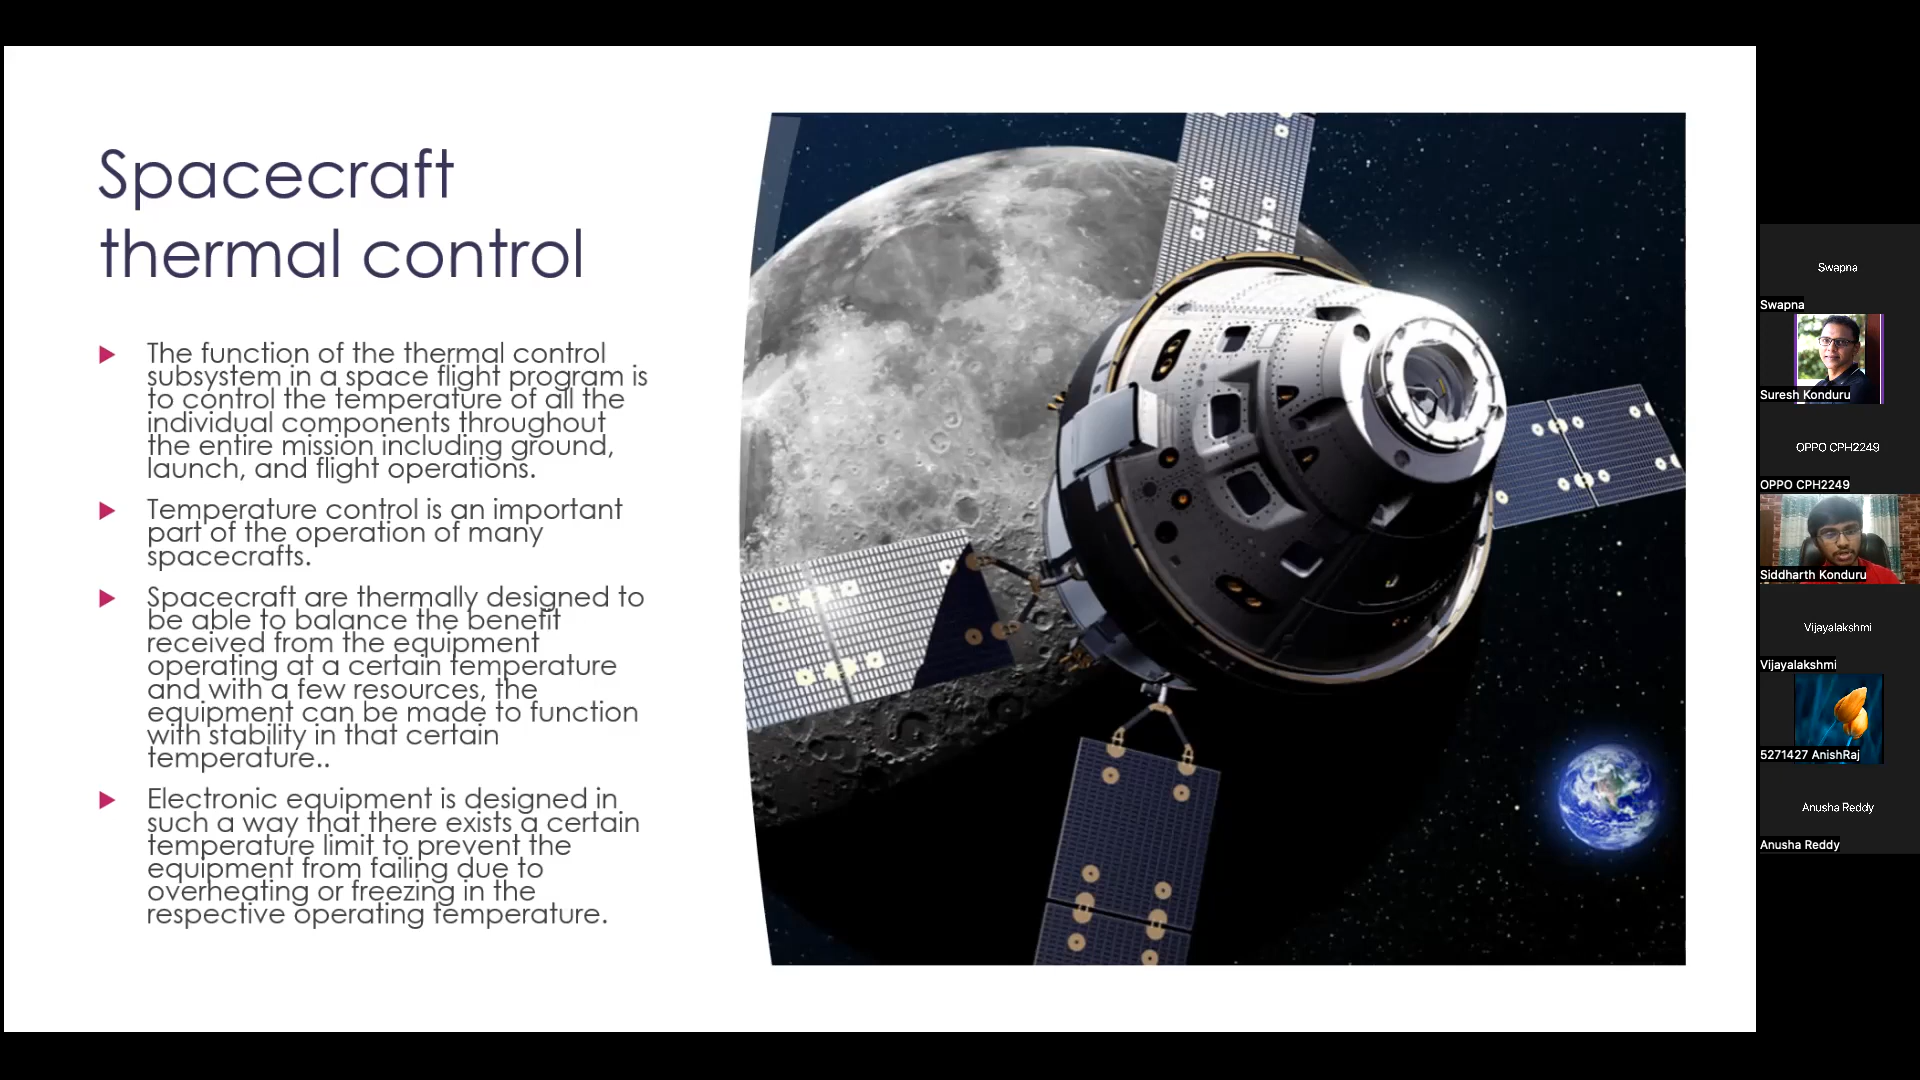 Spacecraft
thermal control
The function of the thermal control
subsystem in a space flight program is
to control the temperature of all the
individual components throughout
the entire mission including ground,
launch, and flight operations.
Temperature control is an important
part of the operation of many
spacecrafts.
Spacecraft are thermally designed to
be able to balance the benefit
received from the equipment
operating at a certain temperature
and with a few resources, the
equipment can be made to function
with stability in that certain
temperature..
Electronic equipment is designed in
such a way that there exists a certain
temperature limit to prevent the
equipment from failing due to
overheating or freezing in the
respective operating temperature.
Swapna
Swapna
Suresh Konduru
OPPO CPH2249
OPPO CPH2249
Siddharth Konduru
Vijayalakshmi
Vijayalakshmi
5271427 AnishRaj
Anusha Reddy
Anusha Reddy